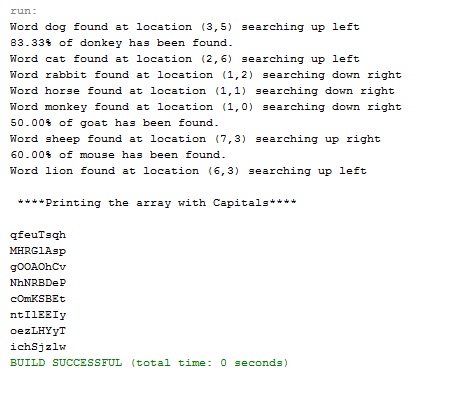 run:
Word dog found at location (3,5) searching up left
83.33% of donkey has been found.
Word cat found at location (2,6) searching up left
Word rabbit found at location (1,2) searching down right
Word horse found at location (1,1) searching down right
Word monkey found at location (1,0) searching down right
50.00% of goat has been found.
Word sheep found at location (7,3) searching up right
60.00% of mouse has been found.
Word lion found at location (6,3) searching up left
****Printing the array with Capitals****
qfeuTsqh
MHRGlAsp
gOOAOhCv
NhNRBDeP
cOmKSBEt
ntIlEEIy
oezLHYyT
ichSjzlw
BUILD SUCCESSFUL (total time: 0 seconds)